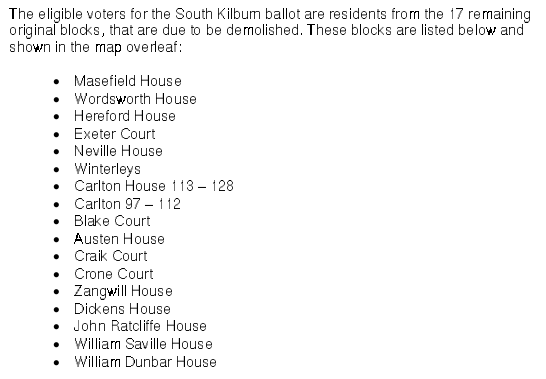 The eligible voters for the South Kilburn ballot are residents from the 17 remaining
original blocks, that are due to be demolished. These blocks are listed below and
shown in the map overleaf:
• Masefield House
• Wordsworth House
• Hereford House
• Exeter Court
• Neville House
• Winterleys
• Carlton House 113 – 128
• Carlton 97 – 112
• Blake Court
• Austen House
• Craik Court
• Crone Court
• Zangwill House
• Dickens House
• John Ratcliffe House
• William Saville House
• William Dunbar House